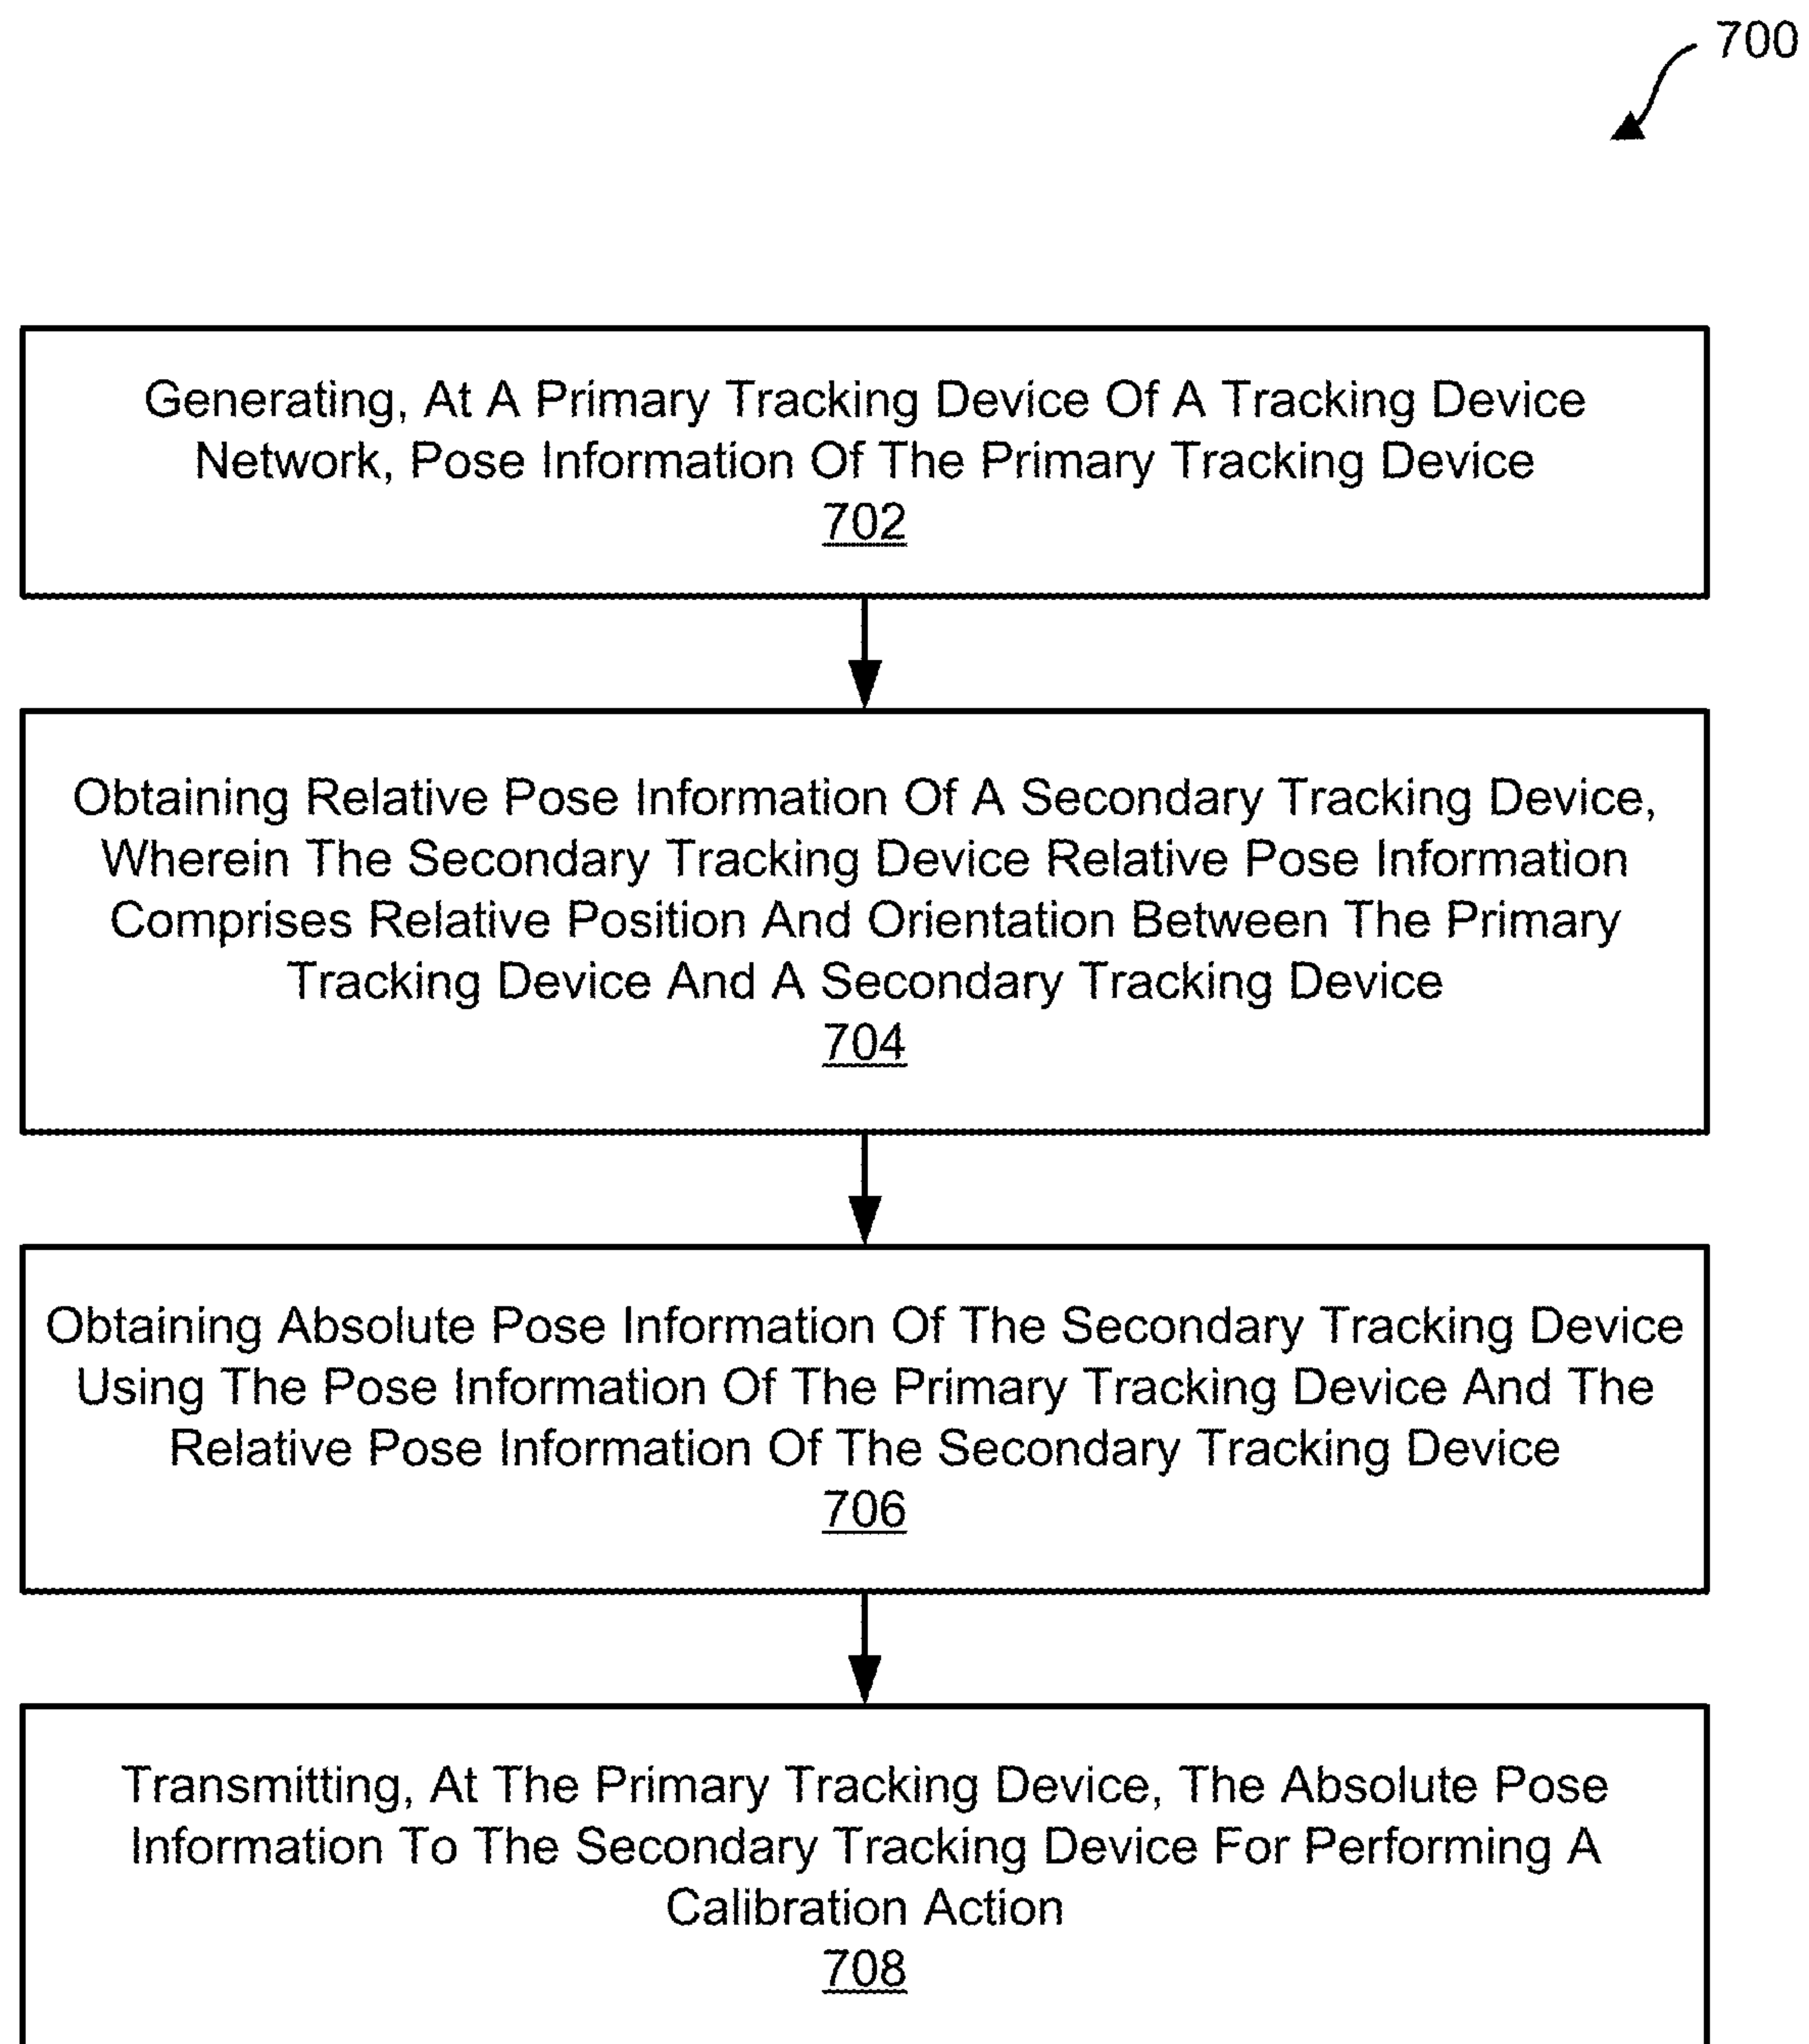 700
Generating, At A Primary Tracking Device Of A Tracking Device
Network, Pose Information Of The Primary Tracking Device
702
Obtaining Relative Pose Information Of A Secondary Tracking Device,
Wherein The Secondary Tracking Device Relative Pose Information
Comprises Relative Position And Orientation Between The Primary
Tracking Device And A Secondary Tracking Device
704
Obtaining Absolute Pose Information Of The Secondary Tracking Device
Using The Pose Information Of The Primary Tracking Device And The
Relative Pose Information Of The Secondary Tracking Device
706
Transmitting, At The Primary Tracking Device, The Absolute Pose
Information To The Secondary Tracking Device For Performing A
Calibration Action
708